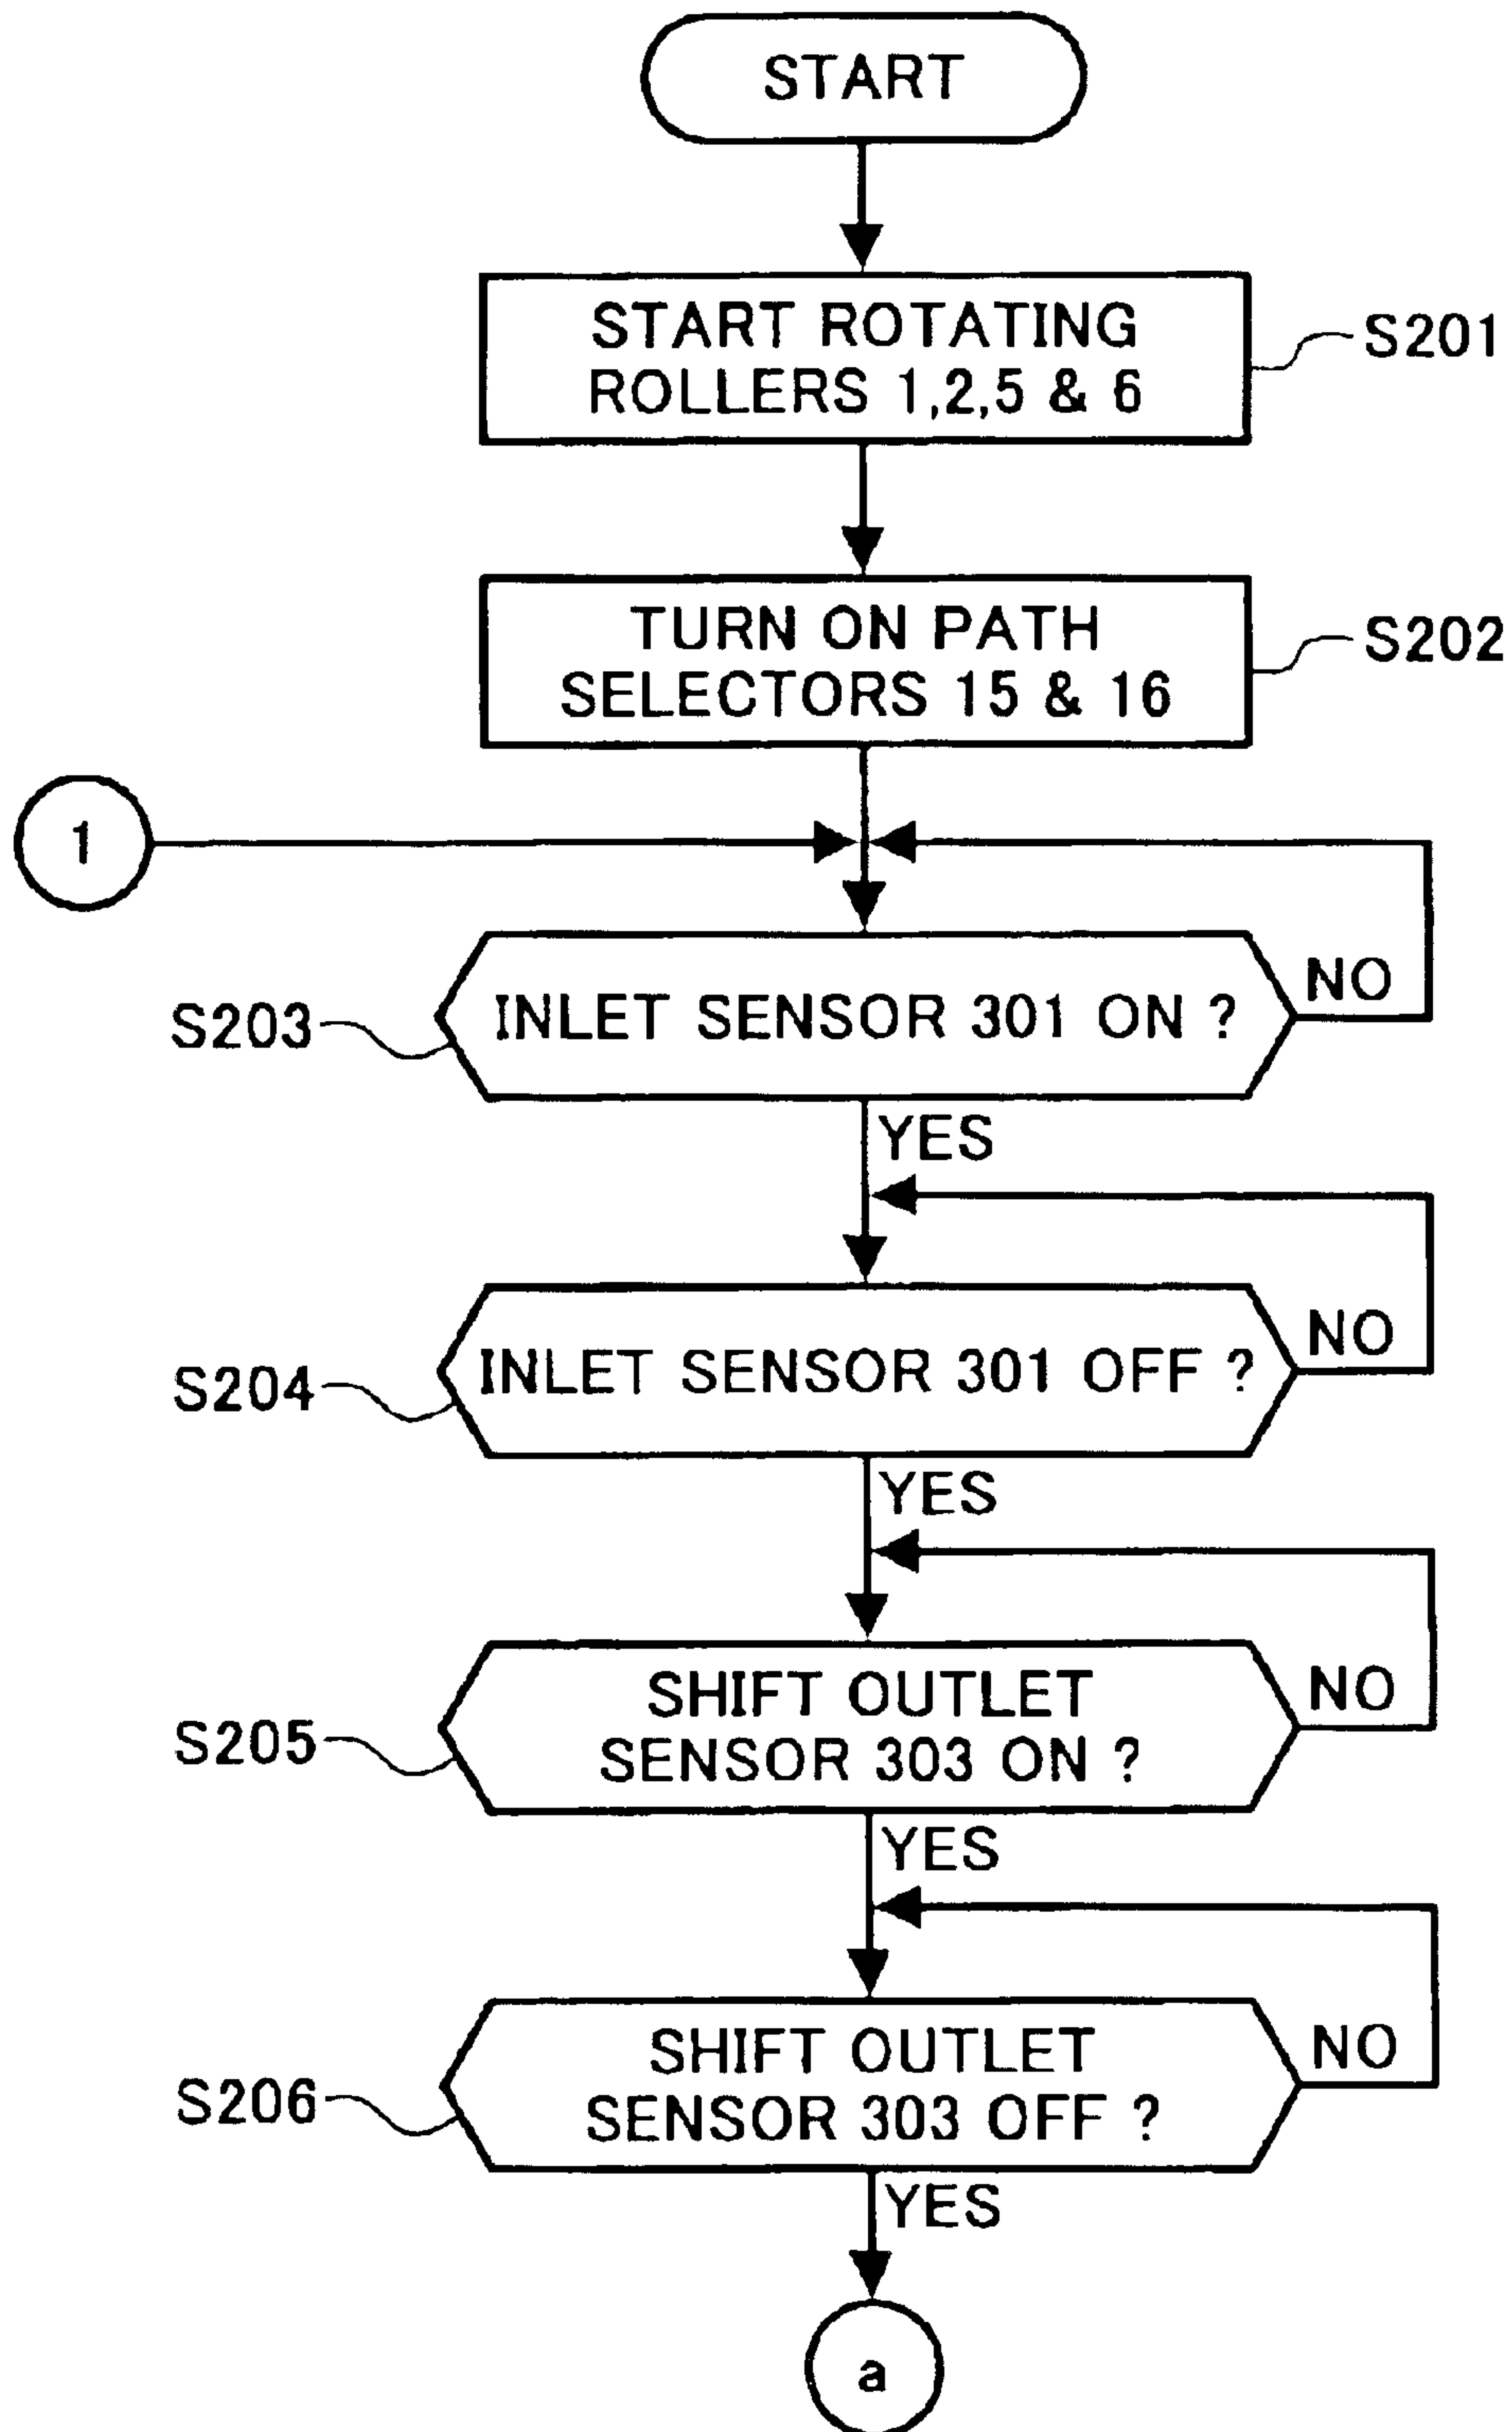 START
START ROTATING
ROLLERS 1,2,5 & 6
S201
TURN ON PATH
SELECTORS 15 & 16
S202
1
INLET SENSOR 301 ON ?
NO
S203
YES
INLET SENSOR 301 OFF ?
NO
S204
YES
SHIFT OUTLET
SENSOR 303 ON ?
NO
S205
YES
SHIFT OUTLET
SENSOR 303 OFF ?
NO
S206
YES
a